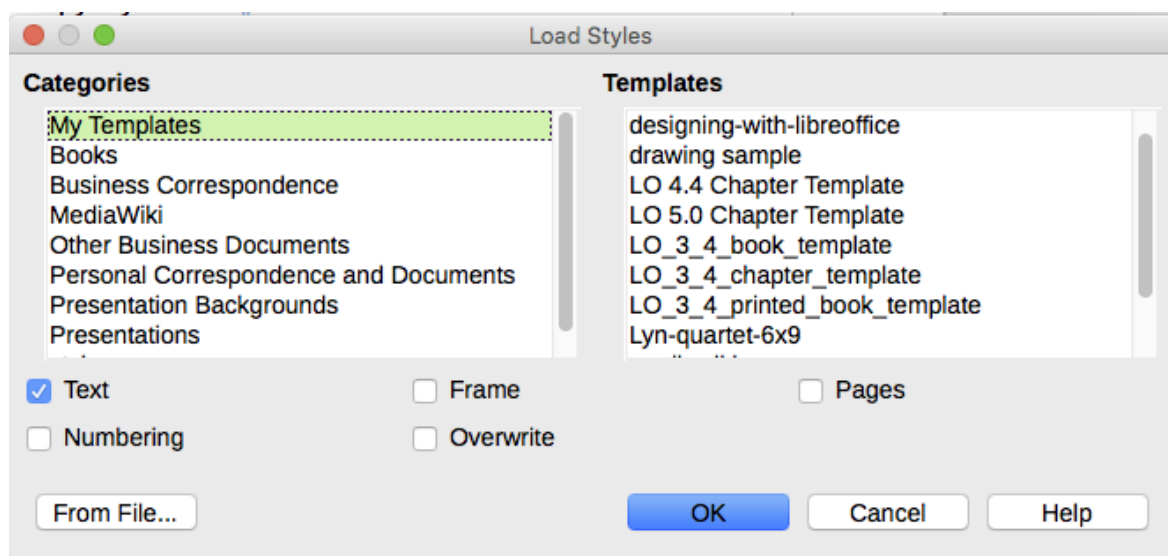 Load Styles
Categories
My Templates
Books
Business Correspondence
MediaWiki
Other Business Documents
Personal Correspondence and Documents
Presentation Backgrounds
Presentations
Templates
designing-with-libreoffice
drawing sample
LO 4.4 Chapter Template
LO 5.0 Chapter Template
LO_3_4_book_template
LO_3_4_chapter_template
LO_3_4_printed_book_template
Lyn-quartet-6x9
Text
Frame
Pages
Numbering
Overwrite
From File...
OK
Cancel
Help